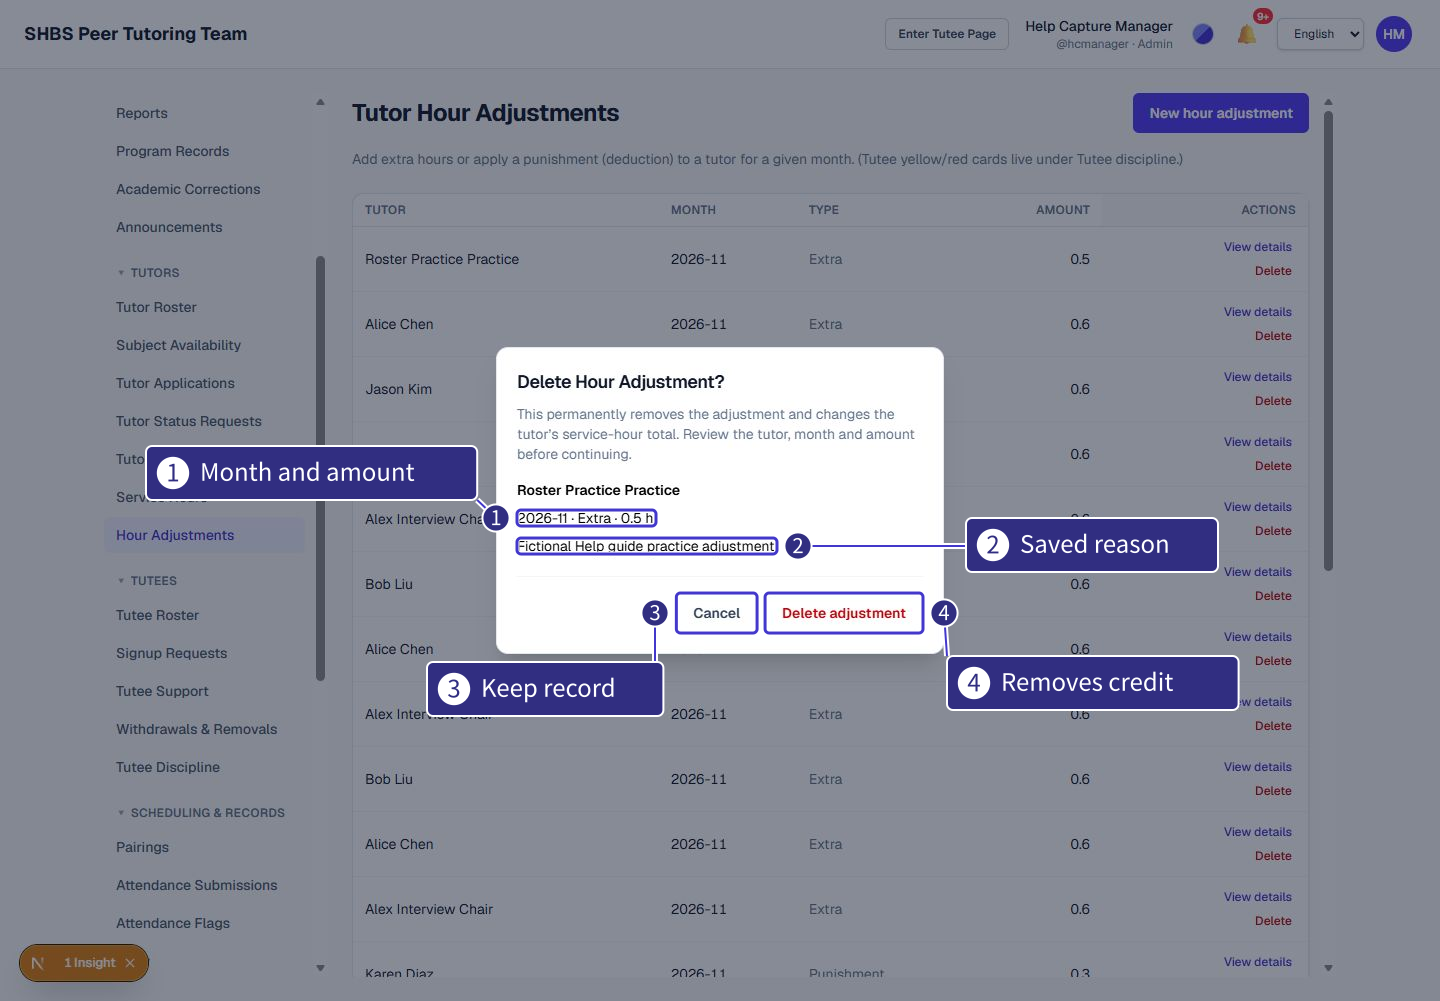 SHBS Peer Tutoring Team
Enter Tutee Page
Help Capture Manager
@hcmanager · Admin
9+
English
HM
Reports
Program Records
Academic Corrections
Announcements
TUTORS
Tutor Roster
Subject Availability
Tutor Applications
Tutor Status Requests
Hour Adjustments
TUTEES
Tutee Roster
Signup Requests
Tutee Support
Withdrawals & Removals
Tutee Discipline
SCHEDULING & RECORDS
Pairings
Attendance Submissions
Attendance Flags
1 Insight
Tutor Hour Adjustments
New hour adjustment
Add extra hours or apply a punishment (deduction) to a tutor for a given month. (Tutee yellow/red cards live under Tutee discipline.)
TUTOR MONTH TYPE AMOUNT ACTIONS
Roster Practice Practice 2026-11 Extra 0.5 View details
Delete
Alice Chen 2026-11 Extra 0.6 View details
Delete
Jason Kim 0.6 View details
Delete
0.6 View details
Delete
Alex Interview Cha View details
Delete
Bob Liu 0.6 View details
Delete
Alice Chen 0.6 View details
Delete
Alex Interview Chair 2026-11 Extra 0.6 View details
Delete
Bob Liu 2026-11 Extra 0.6 View details
Delete
Alice Chen 2026-11 Extra 0.6 View details
Delete
Alex Interview Chair 2026-11 Extra 0.6 View details
Delete
Karen Diaz 2026-11 Punishment 0.3 View details
Delete Hour Adjustment?
This permanently removes the adjustment and changes the
tutor's service-hour total. Review the tutor, month and amount
before continuing.
Roster Practice Practice
2026-11 · Extra · 0.5 h
Fictional Help guide practice adjustment
Cancel
Delete adjustment
1 Month and amount
1
2
2 Saved reason
3
3 Keep record
4
4 Removes credit